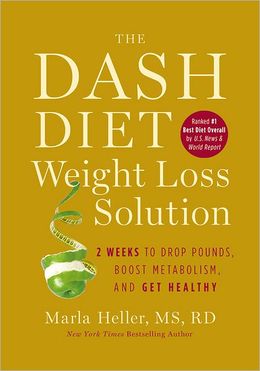 THE
DASH
DIET
Ranked #1
Best Diet Overall
by U.S. News &
World Report
Weight Loss
Solution
2 WEEKS TO DROP POUNDS,
BOOST METABOLISM,
AND GET HEALTHY
Marla Heller, MS, RD
New York Times Bestselling Author